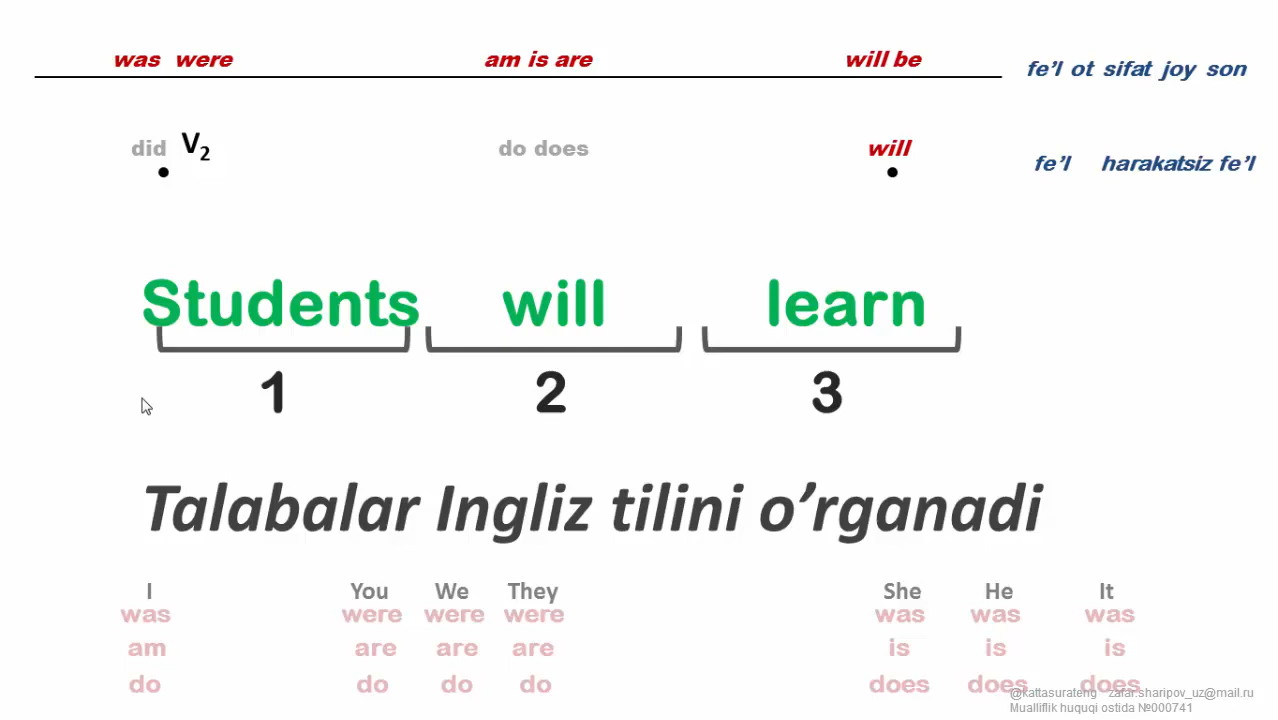 was were am is are will be fe’l ot sifat joy son
did V2 do does will fe’l harakatsiz fe’l
Students will learn
1 2 3
Talabalar Ingliz tilini o’rganadi
I You We They She He It
was were were were was was was
am are are are is is is
do do do do does does does
@kattasurateng zafar.sharipov_uz@mail.ru
Mualliflik huquqi ostida №000741